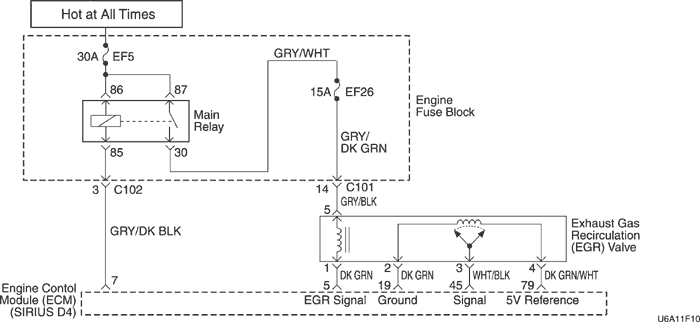 Hot at All Times
30A EF5
GRY/WHT
86 87
15A EF26
Main
Relay
Engine
Fuse Block
GRY/
DK GRN
85 30
3 C102
14 C101
GRY/BLK
5
GRY/DK BLK
Exhaust Gas
Recirculation
(EGR) Valve
1 DK GRN 2 DK GRN 3 WHT/BLK 4 DK GRN/WHT
7 5 19 45 79
Engine Contol
Module (ECM)
(SIRIUS D4)
EGR Signal Ground Signal 5V Reference
U6A11F10